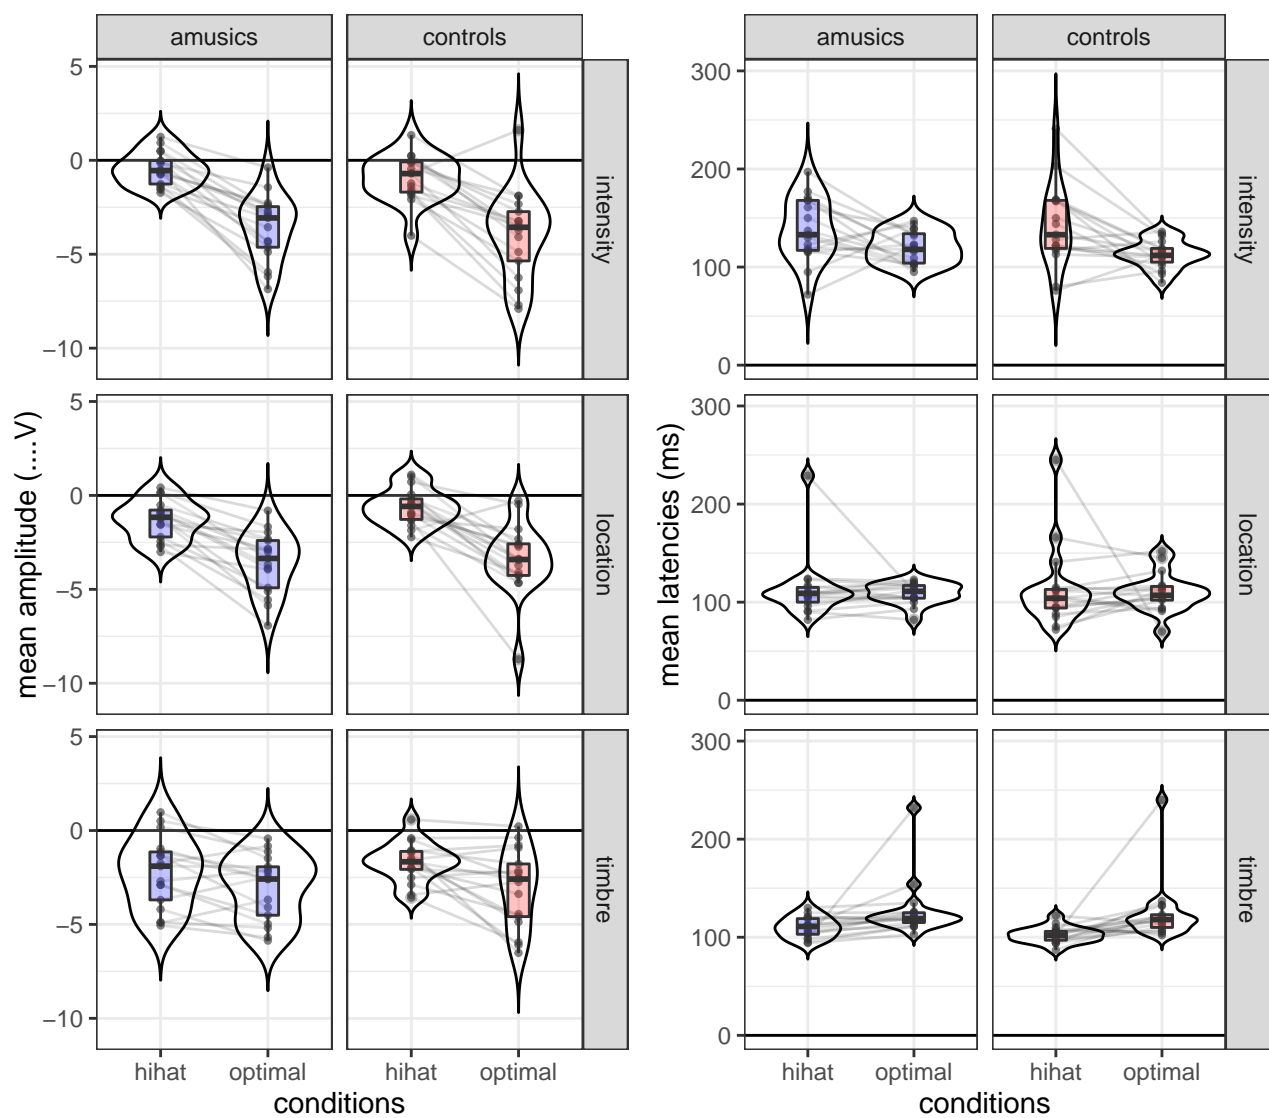 amusics controls
5
0
−5
−10
intensity
5
0
−5
−10
location
5
0
−5
−10
timbre
hihat optimal hihat optimal
conditions
mean amplitude (....V)
amusics controls
300
200
100
0
intensity
300
200
100
0
location
300
200
100
0
timbre
hihat optimal hihat optimal
conditions
mean latencies (ms)